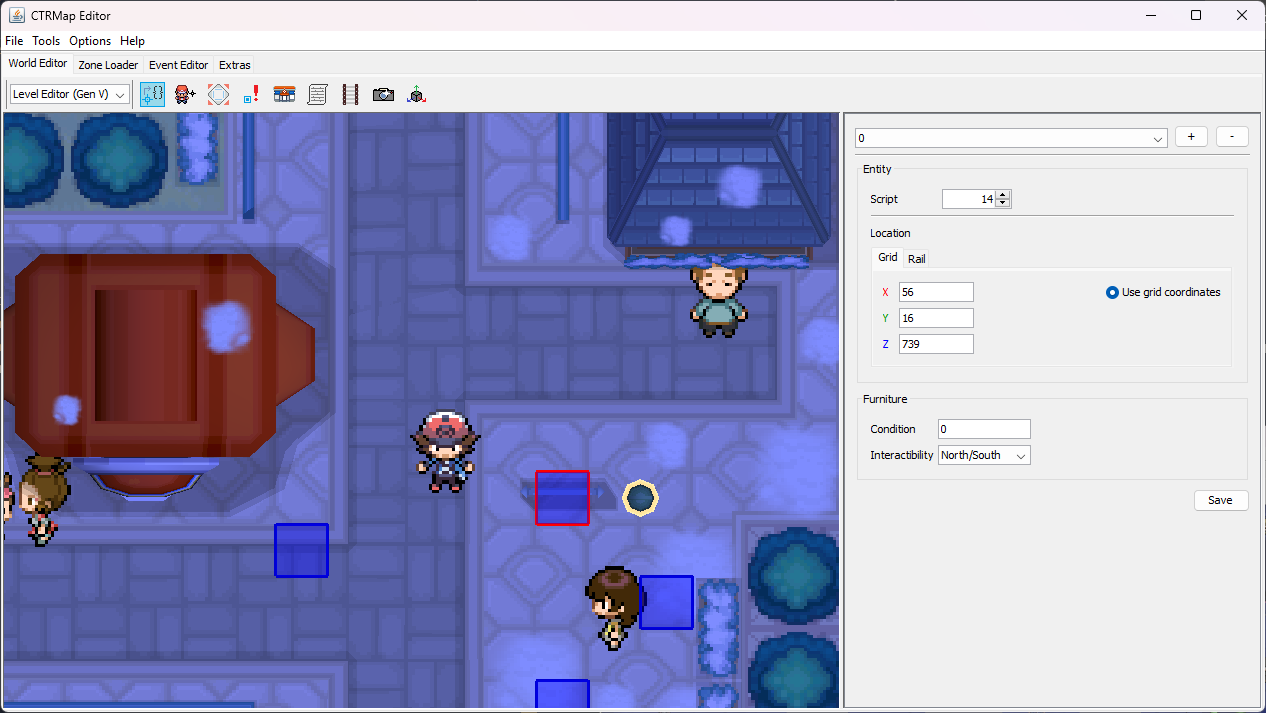 CTRMap Editor
File Tools Options Help
World Editor Zone Loader Event Editor Extras
Level Editor (Gen V)
0 + -
Entity
Script 14
Location
Grid Rail
X 56 Use grid coordinates
Y 16
Z 739
Furniture
Condition 0
Interactibility North/South
Save